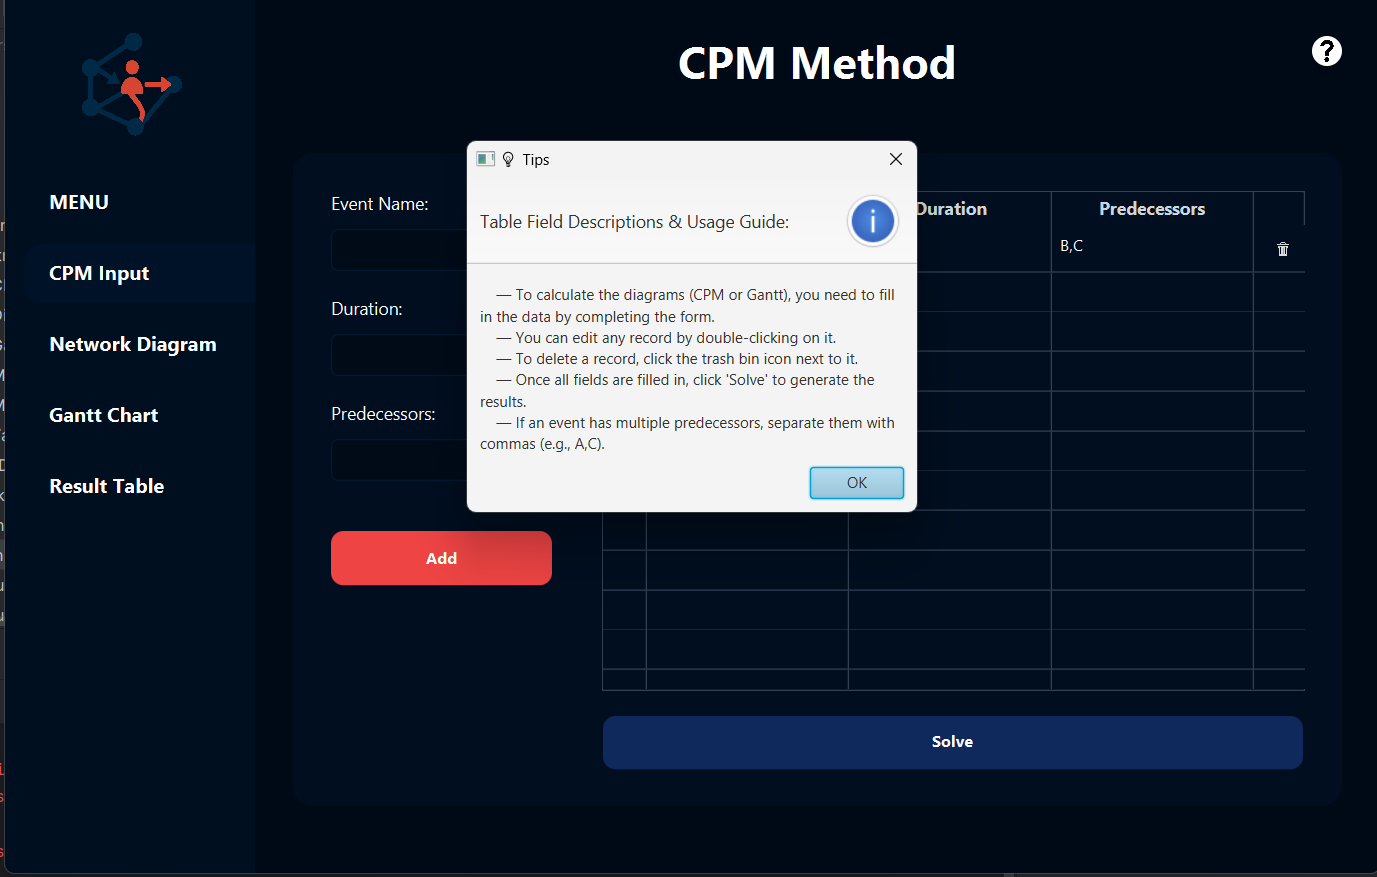 CPM Method
?
MENU
CPM Input
Network Diagram
Gantt Chart
Result Table
Event Name:
Duration:
Predecessors:
Add
Tips
Table Field Descriptions & Usage Guide:
i
— To calculate the diagrams (CPM or Gantt), you need to fill
in the data by completing the form.
— You can edit any record by double-clicking on it.
— To delete a record, click the trash bin icon next to it.
— Once all fields are filled in, click 'Solve' to generate the
results.
— If an event has multiple predecessors, separate them with
commas (e.g., A,C).
OK
Duration
Predecessors
B,C
Solve